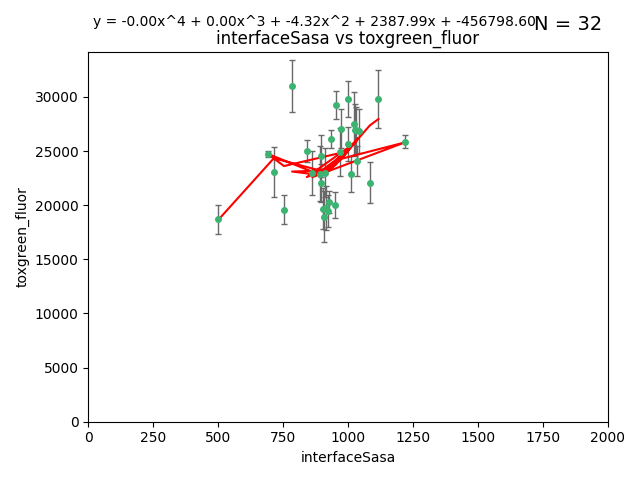 y = -0.00x^4 + 0.00x^3 + -4.32x^2 + 2387.99x + -456798.60
N = 32
interfaceSasa vs toxgreen_fluor
toxgreen_fluor
30000
25000
20000
15000
10000
5000
0
0 250 500 750 1000 1250 1500 1750 2000
interfaceSasa